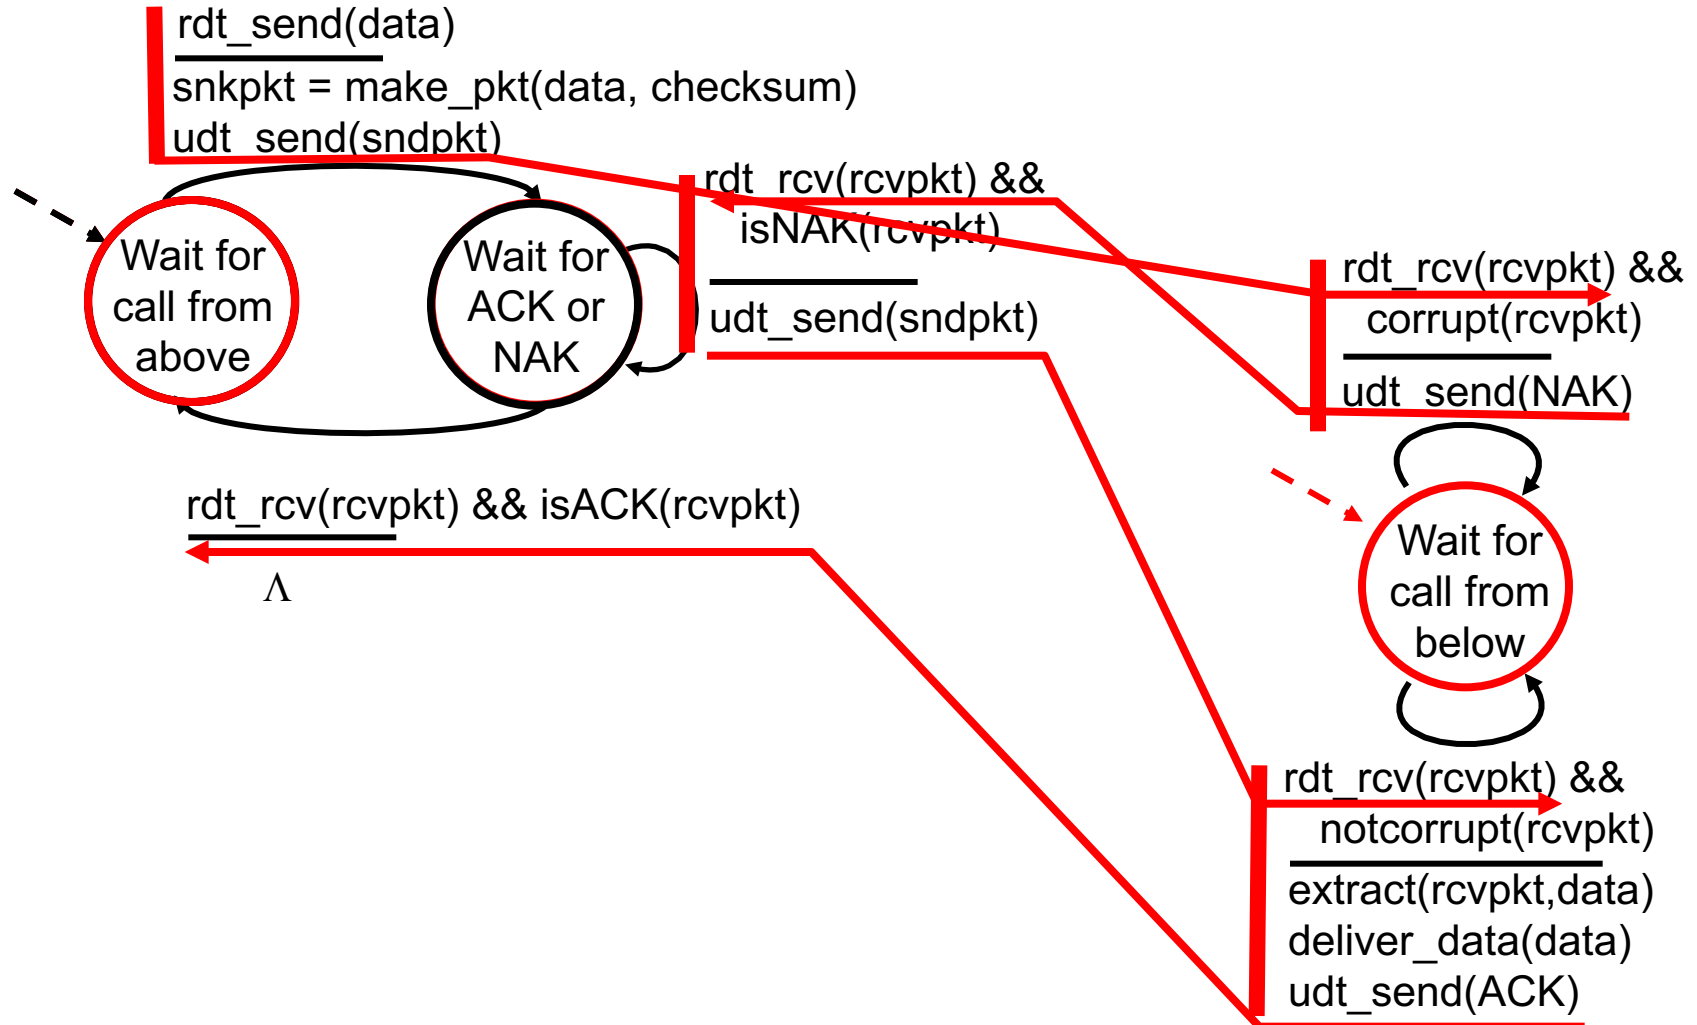 rdt_send(data)
snkpkt = make_pkt(data, checksum)
udt_send(sndpkt)
rdt_rcv(rcvpkt) &&
isNAK(rcvpkt)
udt_send(sndpkt)
Wait for
call from
above
Wait for
ACK or
NAK
rdt_rcv(rcvpkt) && isACK(rcvpkt)
Λ
rdt_rcv(rcvpkt) &&
corrupt(rcvpkt)
udt_send(NAK)
Wait for
call from
below
rdt_rcv(rcvpkt) &&
notcorrupt(rcvpkt)
extract(rcvpkt,data)
deliver_data(data)
udt_send(ACK)